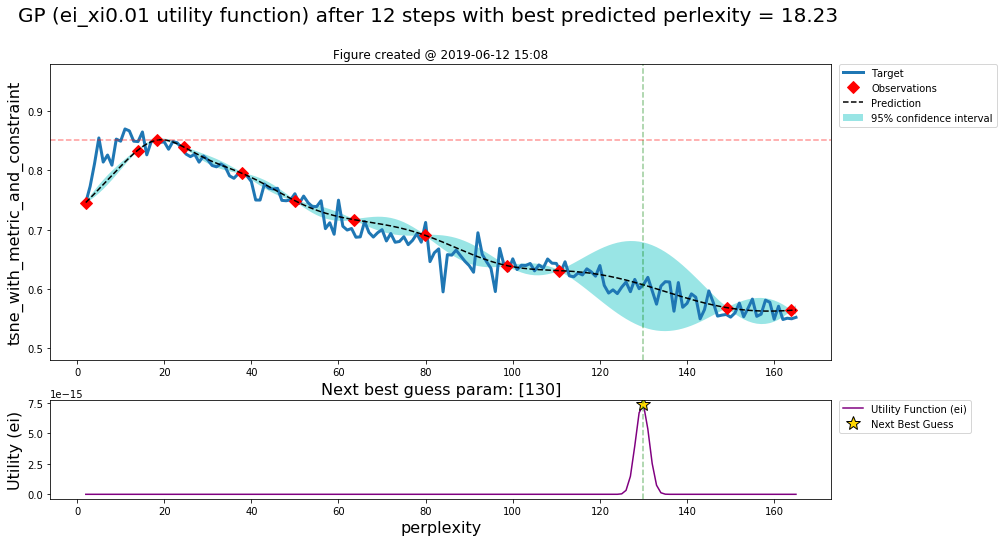 GP (ei_xi0.01 utility function) after 12 steps with best predicted perlexity = 18.23
Figure created @ 2019-06-12 15:08
tsne_with_metric_and_constraint
0.9
0.8
0.7
0.6
0.5
0 20 40 60 80 100 120 140 160
Target
Observations
Prediction
95% confidence interval
Next best guess param: [130]
1e−15
Utility (ei)
7.5
5.0
2.5
0.0
0 20 40 60 80 100 120 140 160
perplexity
Utility Function (ei)
Next Best Guess